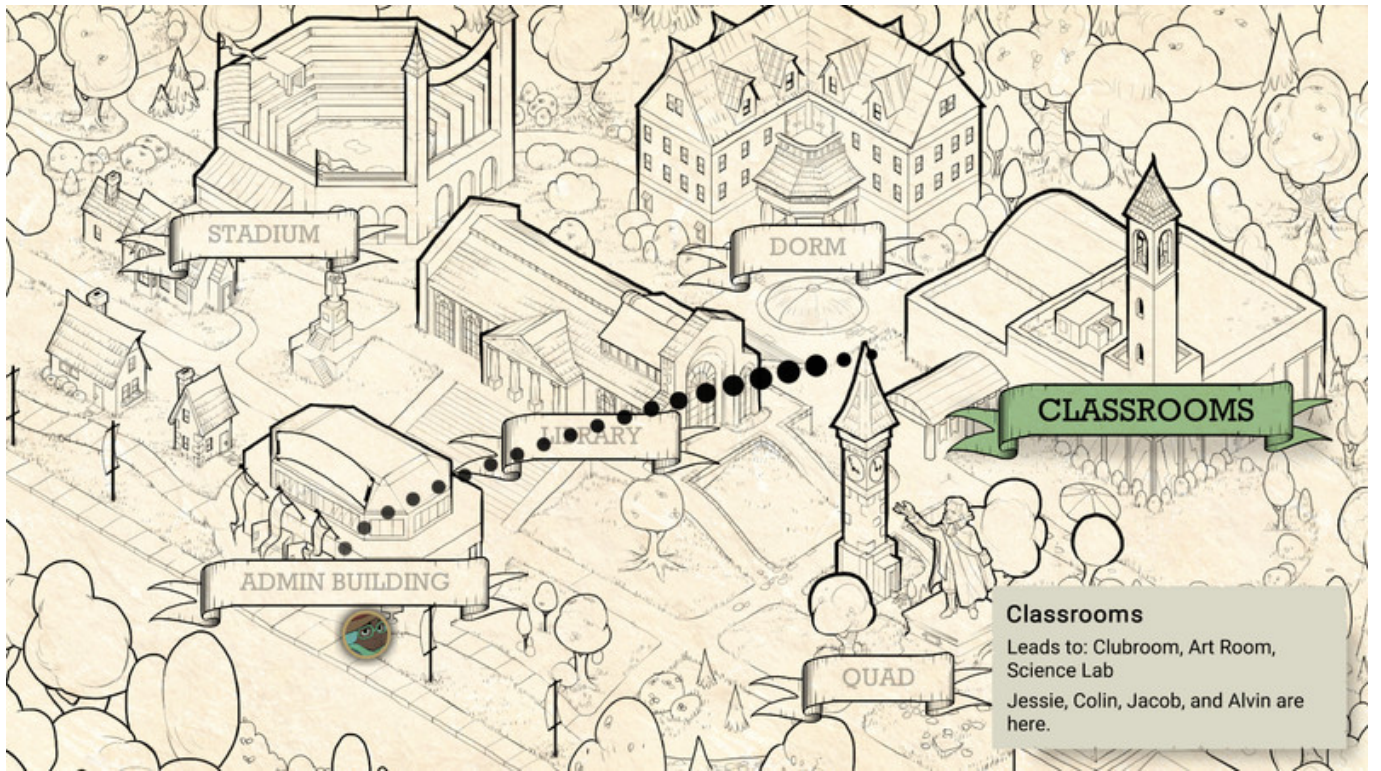 STADIUM
DORM
CLASSROOMS
LIBRARY
ADMIN BUILDING
QUAD
Classrooms
Leads to: Clubroom, Art Room,
Science Lab
Jessie, Colin, Jacob, and Alvin are
here.